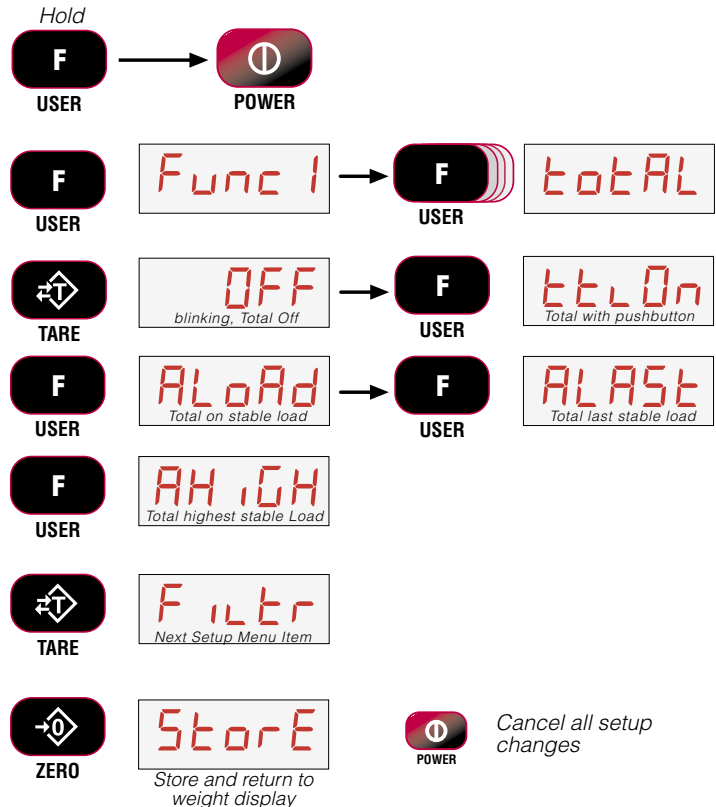 Hold
F
USER
POWER
F
USER
Func 1
F
USER
totAL
T
TARE
OFF
blinking, Total Off
F
USER
ttLOn
Total with pushbutton
F
USER
ALoAd
Total on stable load
F
USER
ALASt
Total last stable load
F
USER
AHiGH
Total highest stable Load
T
TARE
FiLtr
Next Setup Menu Item
0
ZERO
StorE
Store and return to
weight display
POWER
Cancel all setup
changes